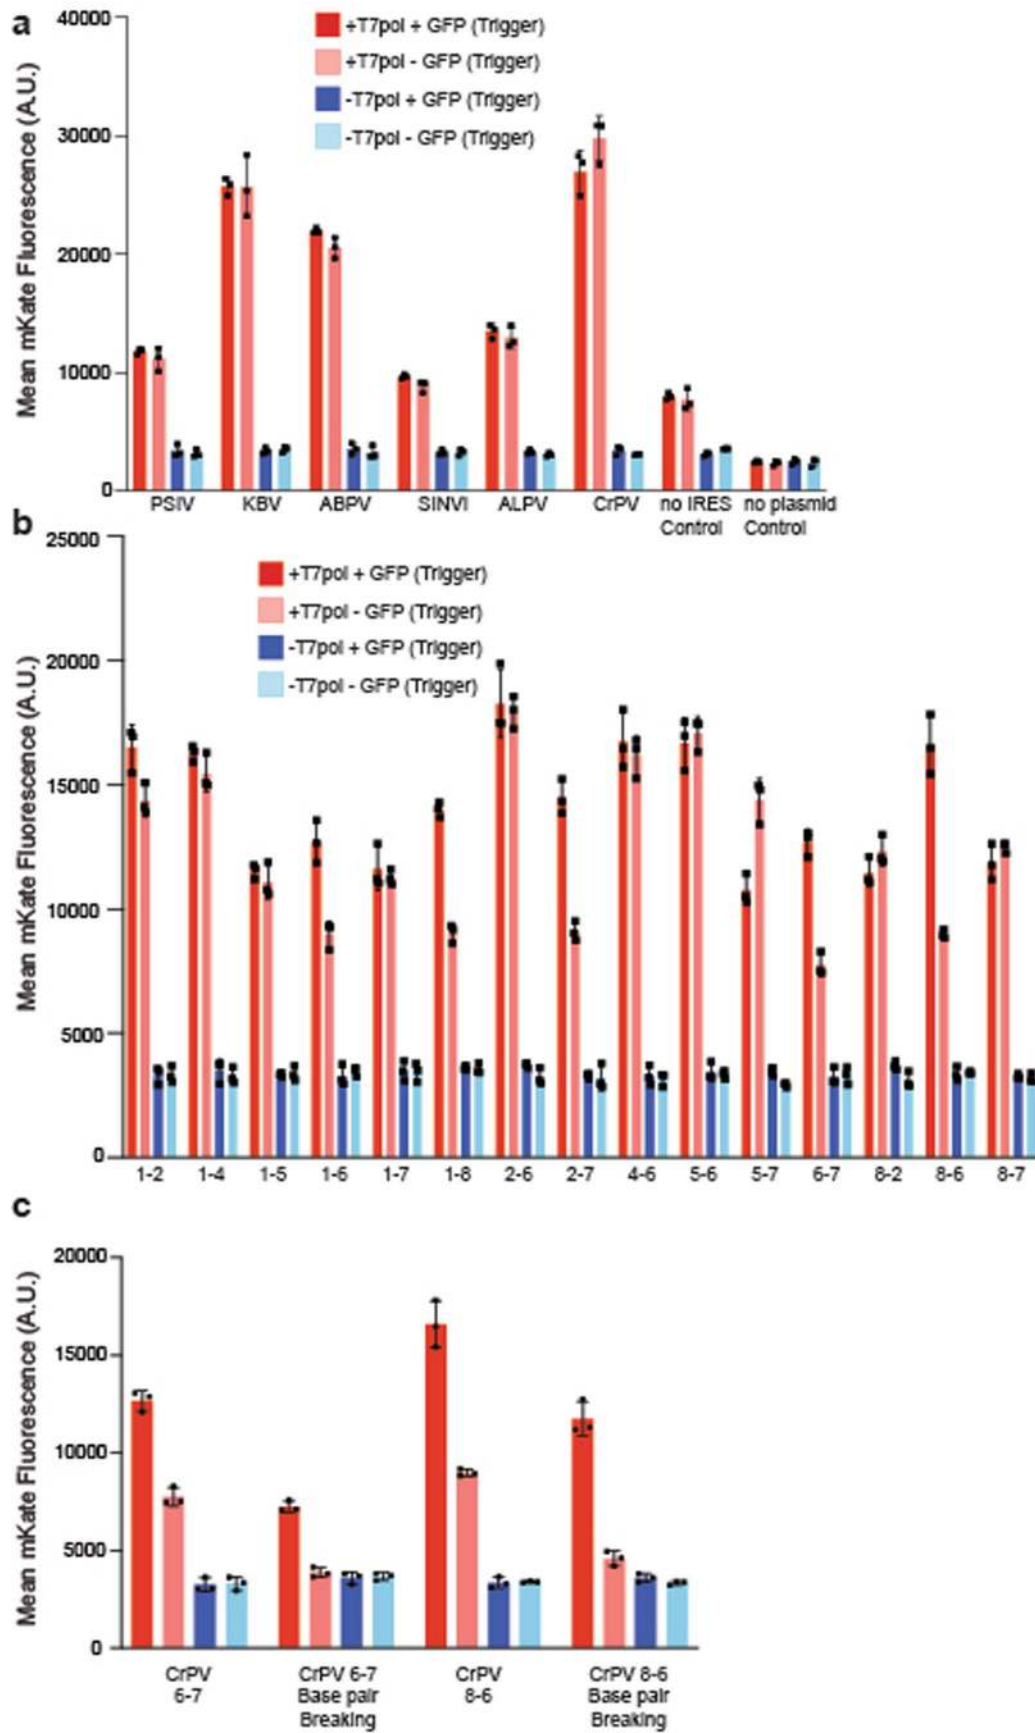 a
40000
30000
20000
10000
0
Mean mKate Fluorescence (A.U.)
+T7pol + GFP (Trigger)
+T7pol - GFP (Trigger)
-T7pol + GFP (Trigger)
-T7pol - GFP (Trigger)
PSIV KBV ABPV SINVI ALPV CrPV no IRES no plasmid
Control Control
b
25000
20000
15000
10000
5000
0
Mean mKate Fluorescence (A.U.)
+T7pol + GFP (Trigger)
+T7pol - GFP (Trigger)
-T7pol + GFP (Trigger)
-T7pol - GFP (Trigger)
1-2 1-4 1-5 1-6 1-7 1-8 2-6 2-7 4-6 5-6 5-7 6-7 8-2 8-6 8-7
c
20000
15000
10000
5000
0
Mean mKate Fluorescence (A.U.)
CrPV CrPV 6-7 CrPV CrPV 8-6
6-7 Base pair 8-6 Base pair
Breaking Breaking